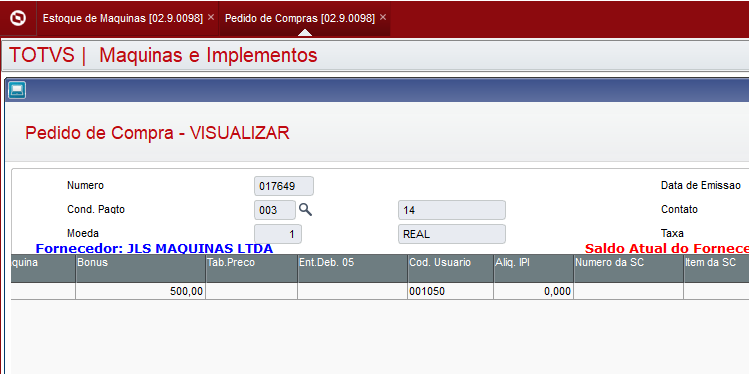 Estoque de Maquinas [02.9.0098] × Pedido de Compras [02.9.0098] ×
TOTVS | Maquinas e Implementos
Pedido de Compra - VISUALIZAR
Numero 017649 Data de Emissao
Cond. Pagto 003 14 Contato
Moeda 1 REAL Taxa
Fornecedor: JLS MAQUINAS LTDA Saldo Atual do Fornece
quina Bonus Tab.Preco Ent.Deb. 05 Cod. Usuario Aliq. IPI Numero da SC Item da SC
500,00 001050 0,000